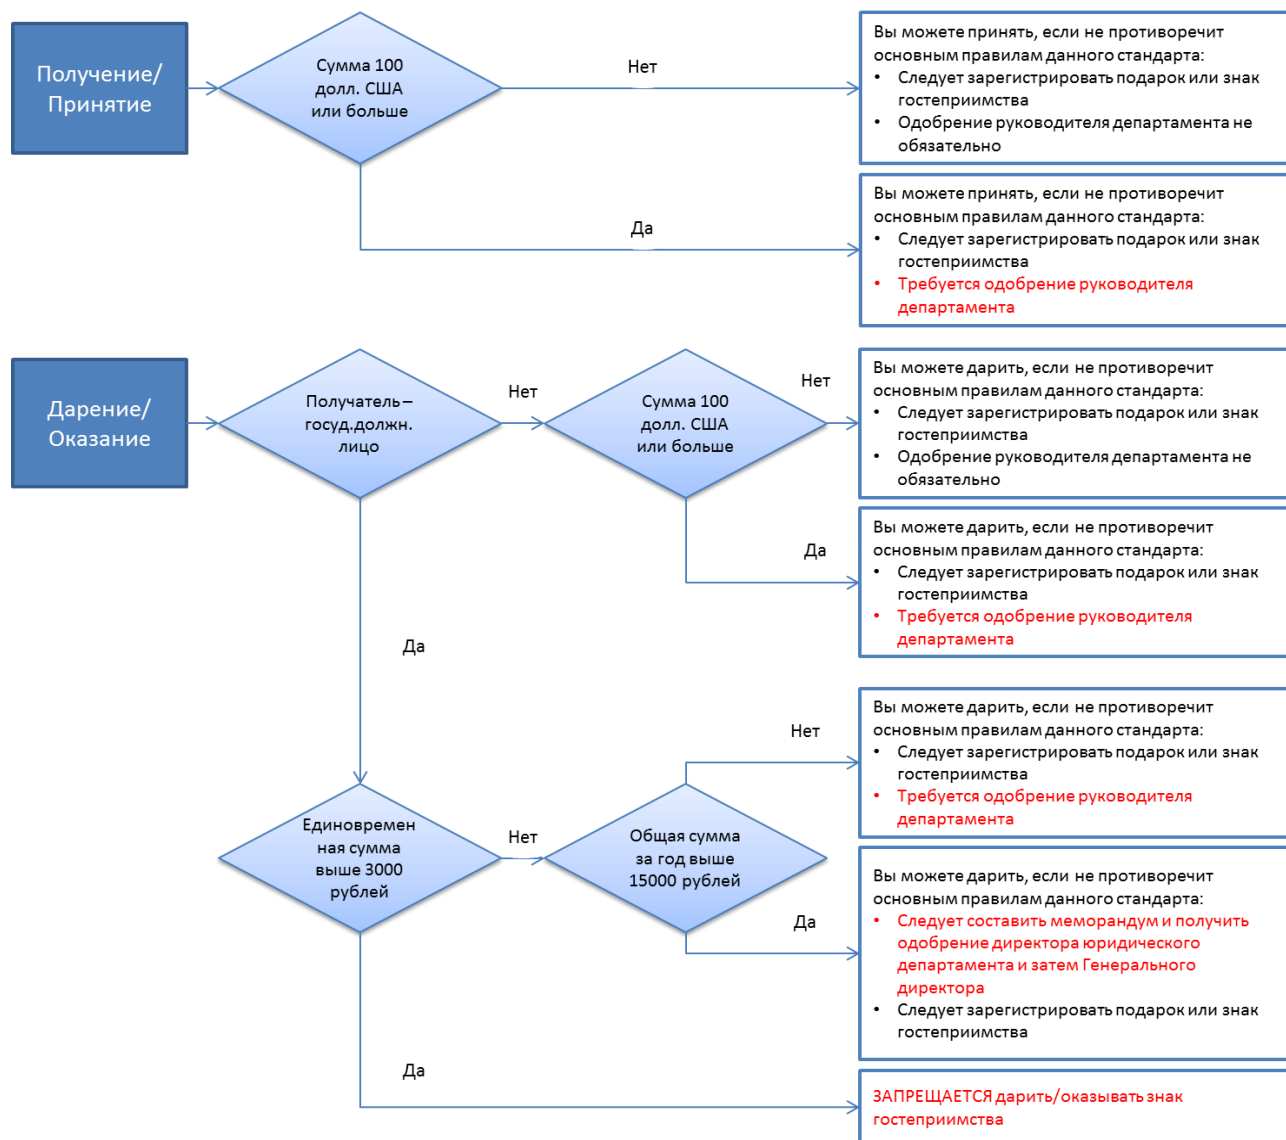 Получение/
Принятие
Сумма 100
долл. США
или больше
Нет
Вы можете принять, если не противоречит
основным правилам данного стандарта:
• Следует зарегистрировать подарок или знак
гостеприимства
• Одобрение руководителя департамента не
обязательно
Да
Вы можете принять, если не противоречит
основным правилам данного стандарта:
• Следует зарегистрировать подарок или знак
гостеприимства
• Требуется одобрение руководителя
департамента
Дарение/
Оказание
Получатель –
госуд.должн.
лицо
Нет
Сумма 100
долл. США
или больше
Нет
Вы можете дарить, если не противоречит
основным правилам данного стандарта:
• Следует зарегистрировать подарок или знак
гостеприимства
• Одобрение руководителя департамента не
обязательно
Да
Вы можете дарить, если не противоречит
основным правилам данного стандарта:
• Следует зарегистрировать подарок или знак
гостеприимства
• Требуется одобрение руководителя
департамента
Да
Единовремен
ная сумма
выше 3000
рублей
Нет
Общая сумма
за год выше
15000 рублей
Нет
Вы можете дарить, если не противоречит
основным правилам данного стандарта:
• Следует зарегистрировать подарок или знак
гостеприимства
• Требуется одобрение руководителя
департамента
Да
Вы можете дарить, если не противоречит
основным правилам данного стандарта:
• Следует составить меморандум и получить
одобрение директора юридического
департамента и затем Генерального
директора
• Следует зарегистрировать подарок или знак
гостеприимства
Да
ЗАПРЕЩАЕТСЯ дарить/оказывать знак
гостеприимства